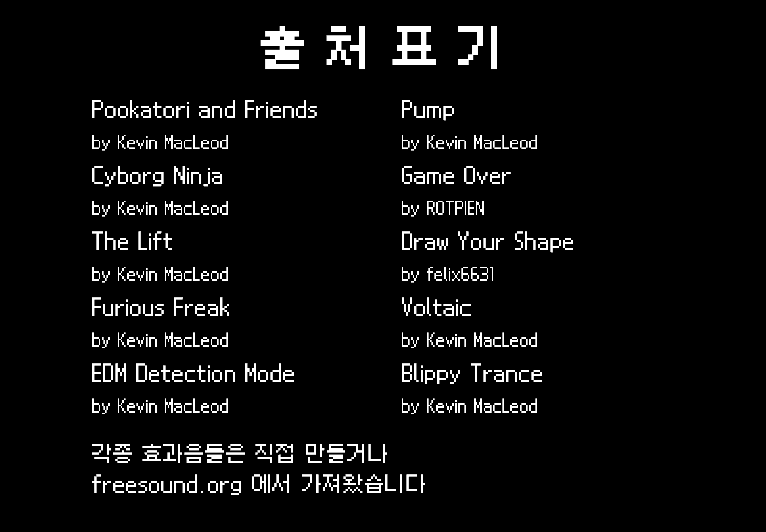 출처표기
Pookatori and Friends
by Kevin MacLeod
Cyborg Ninja
by Kevin MacLeod
The Lift
by Kevin MacLeod
Furious Freak
by Kevin MacLeod
EDM Detection Mode
by Kevin MacLeod
Pump
by Kevin MacLeod
Game Over
by ROTPIEN
Draw Your Shape
by felix6631
Voltaic
by Kevin MacLeod
Blippy Trance
by Kevin MacLeod
각종 효과음들은 직접 만들거나
freesound.org 에서 가져왔습니다